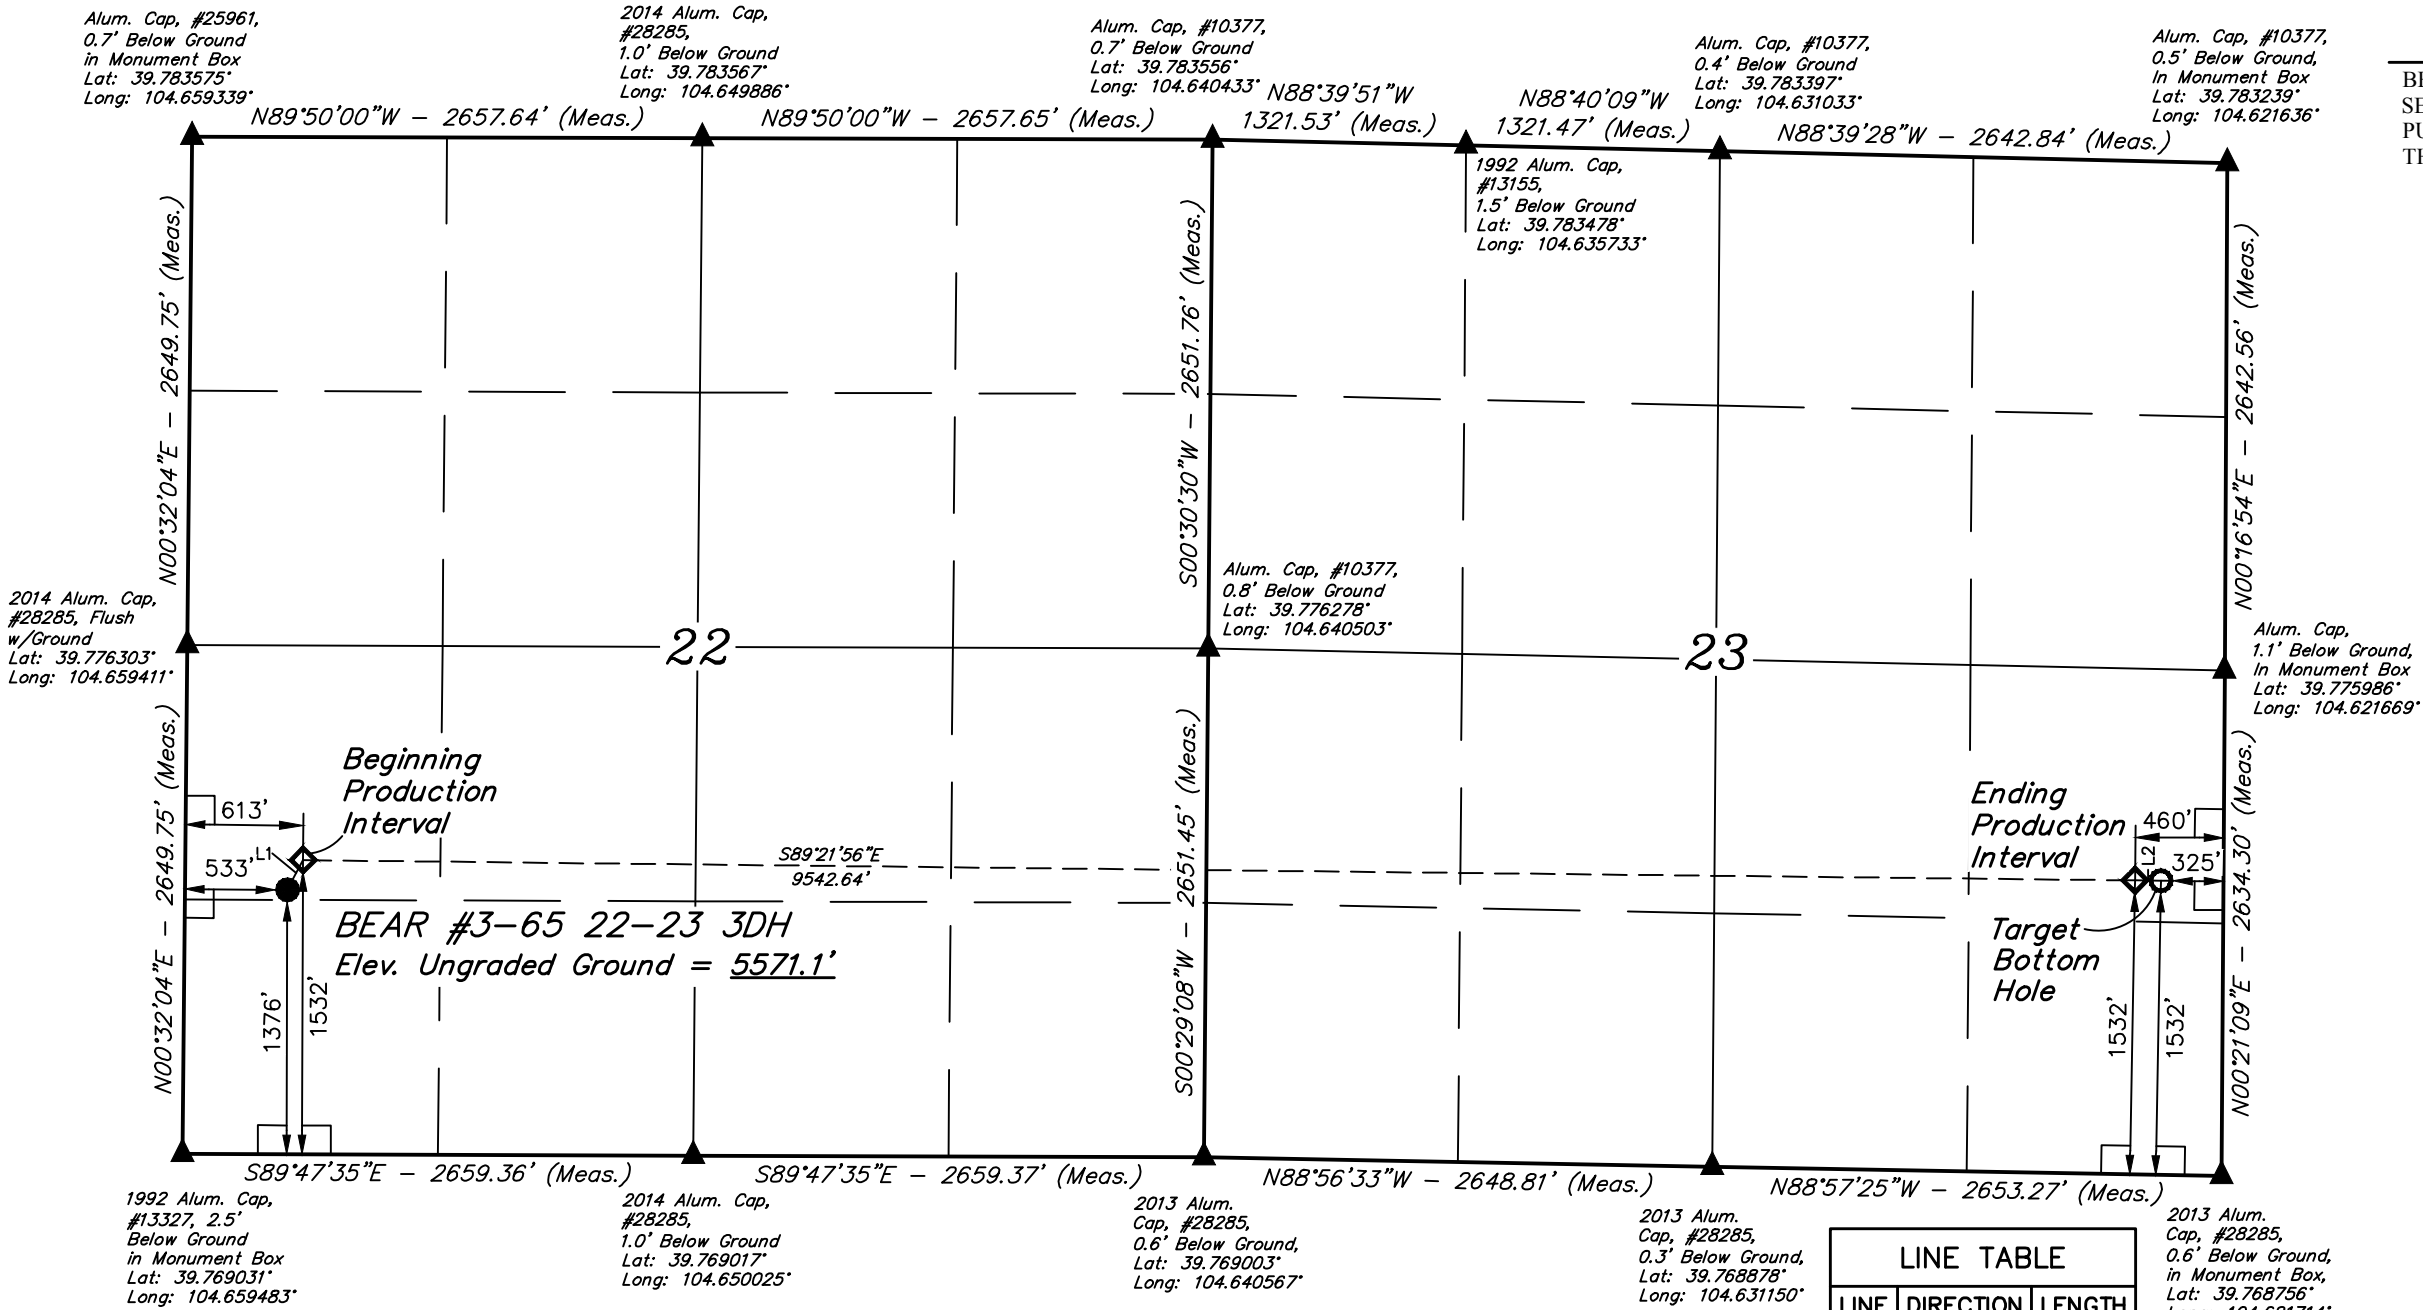 Alum. Cap, #25961,
0.7' Below Ground
in Monument Box
Lat: 39.783575°
Long: 104.659339°
2014 Alum. Cap,
#28285,
1.0' Below Ground
Lat: 39.783567°
Long: 104.649886°
Alum. Cap, #10377,
0.7' Below Ground
Lat: 39.783556°
Long: 104.640433°
Alum. Cap, #10377,
0.4' Below Ground
Lat: 39.783397°
Long: 104.631033°
Alum. Cap, #10377,
0.5' Below Ground,
In Monument Box
Lat: 39.783239°
Long: 104.621636°
N89°50'00"W - 2657.64' (Meas.)
N89°50'00"W - 2657.65' (Meas.)
N88°39'51"W
1321.53' (Meas.)
N88°40'09"W
1321.47' (Meas.)
N88°39'28"W - 2642.84' (Meas.)
1992 Alum. Cap,
#13155,
1.5' Below Ground
Lat: 39.783478°
Long: 104.635733°
N00°32'04"E - 2649.75' (Meas.)
S00°30'30"W - 2651.76' (Meas.)
N00°16'54"E - 2642.56' (Meas.)
2014 Alum. Cap,
#28285, Flush
w/Ground
Lat: 39.776303°
Long: 104.659411°
22
Alum. Cap, #10377,
0.8' Below Ground
Lat: 39.776278°
Long: 104.640503°
23
Alum. Cap,
1.1' Below Ground,
In Monument Box
Lat: 39.775986°
Long: 104.621669°
N00°32'04"E - 2649.75' (Meas.)
S00°29'08"W - 2651.45' (Meas.)
N00°21'09"E - 2634.30' (Meas.)
Beginning
Production
Interval
613'
533'
L1
S89°21'56"E
9542.64'
Ending
Production
Interval
460'
L2
325'
BEAR #3-65 22-23 3DH
Elev. Ungraded Ground = 5571.1'
Target
Bottom
Hole
1376'
1532'
1532'
1532'
S89°47'35"E - 2659.36' (Meas.)
S89°47'35"E - 2659.37' (Meas.)
N88°56'33"W - 2648.81' (Meas.)
N88°57'25"W - 2653.27' (Meas.)
1992 Alum. Cap,
#13327, 2.5'
Below Ground
in Monument Box
Lat: 39.769031°
Long: 104.659483°
2014 Alum. Cap,
#28285,
1.0' Below Ground
Lat: 39.769017°
Long: 104.650025°
2013 Alum.
Cap, #28285,
0.6' Below Ground,
Lat: 39.769003°
Long: 104.640567°
2013 Alum.
Cap, #28285,
0.3' Below Ground,
Lat: 39.768878°
Long: 104.631150°
LINE TABLE
LINE DIRECTION LENGTH
2013 Alum.
Cap, #28285,
0.6' Below Ground,
in Monument Box,
Lat: 39.768756°